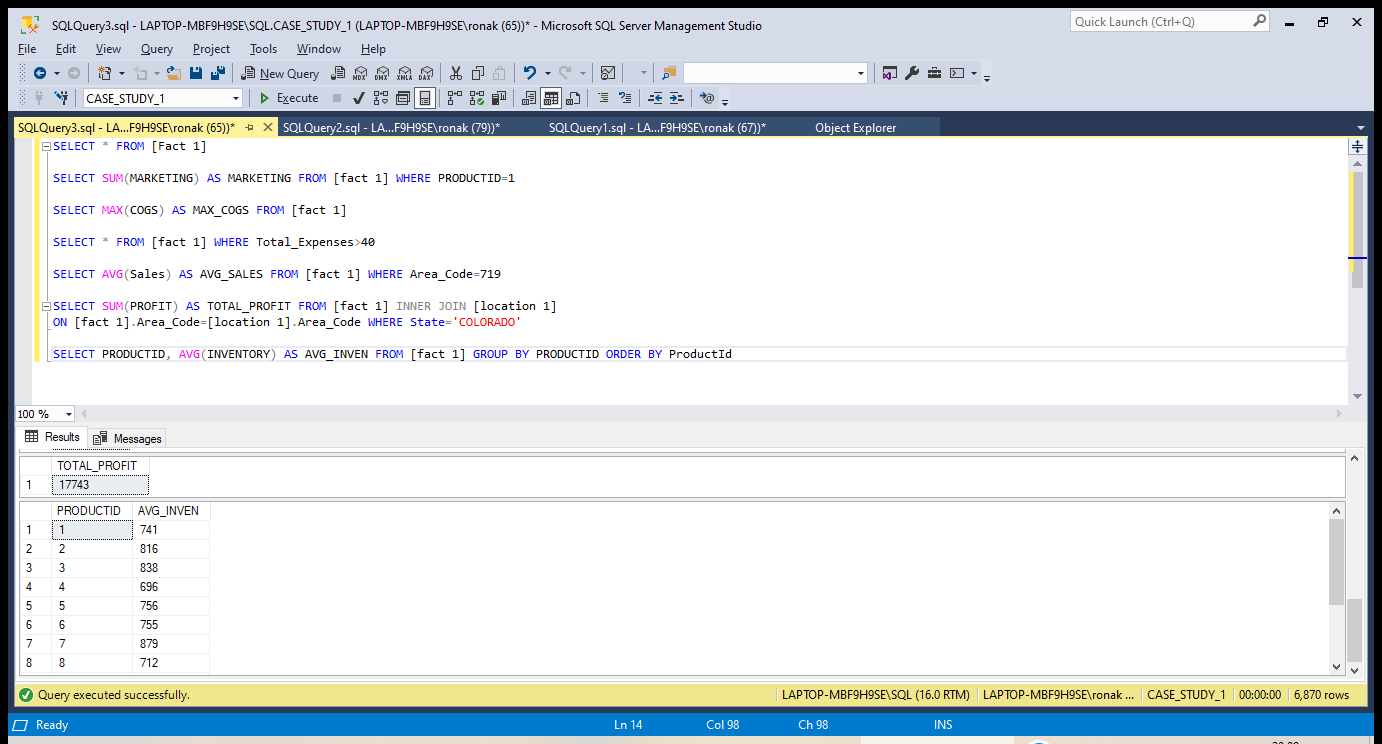 SQLQuery3.sql - LAPTOP-MBF9H9SE\SQL.CASE_STUDY_1 (LAPTOP-MBF9H9SE\ronak (65))* - Microsoft SQL Server Management Studio
Quick Launch (Ctrl+Q)
File Edit View Query Project Tools Window Help
New Query MDX DMX XMLA DAX
CASE_STUDY_1 Execute
SQLQuery3.sql - LA...F9H9SE\ronak (65))* SQLQuery2.sql - LA...F9H9SE\ronak (79))* SQLQuery1.sql - LA...F9H9SE\ronak (67))* Object Explorer
SELECT * FROM [Fact 1]
SELECT SUM(MARKETING) AS MARKETING FROM [fact 1] WHERE PRODUCTID=1
SELECT MAX(COGS) AS MAX_COGS FROM [fact 1]
SELECT * FROM [fact 1] WHERE Total_Expenses>40
SELECT AVG(Sales) AS AVG_SALES FROM [fact 1] WHERE Area_Code=719
SELECT SUM(PROFIT) AS TOTAL_PROFIT FROM [fact 1] INNER JOIN [location 1]
ON [fact 1].Area_Code=[location 1].Area_Code WHERE State='COLORADO'
SELECT PRODUCTID, AVG(INVENTORY) AS AVG_INVEN FROM [fact 1] GROUP BY PRODUCTID ORDER BY ProductId
100 %
Results Messages
TOTAL_PROFIT
1 17743
PRODUCTID AVG_INVEN
1 1 741
2 2 816
3 3 838
4 4 696
5 5 756
6 6 755
7 7 879
8 8 712
Query executed successfully. LAPTOP-MBF9H9SE\SQL (16.0 RTM) LAPTOP-MBF9H9SE\ronak ... CASE_STUDY_1 00:00:00 6,870 rows
Ready Ln 14 Col 98 Ch 98 INS